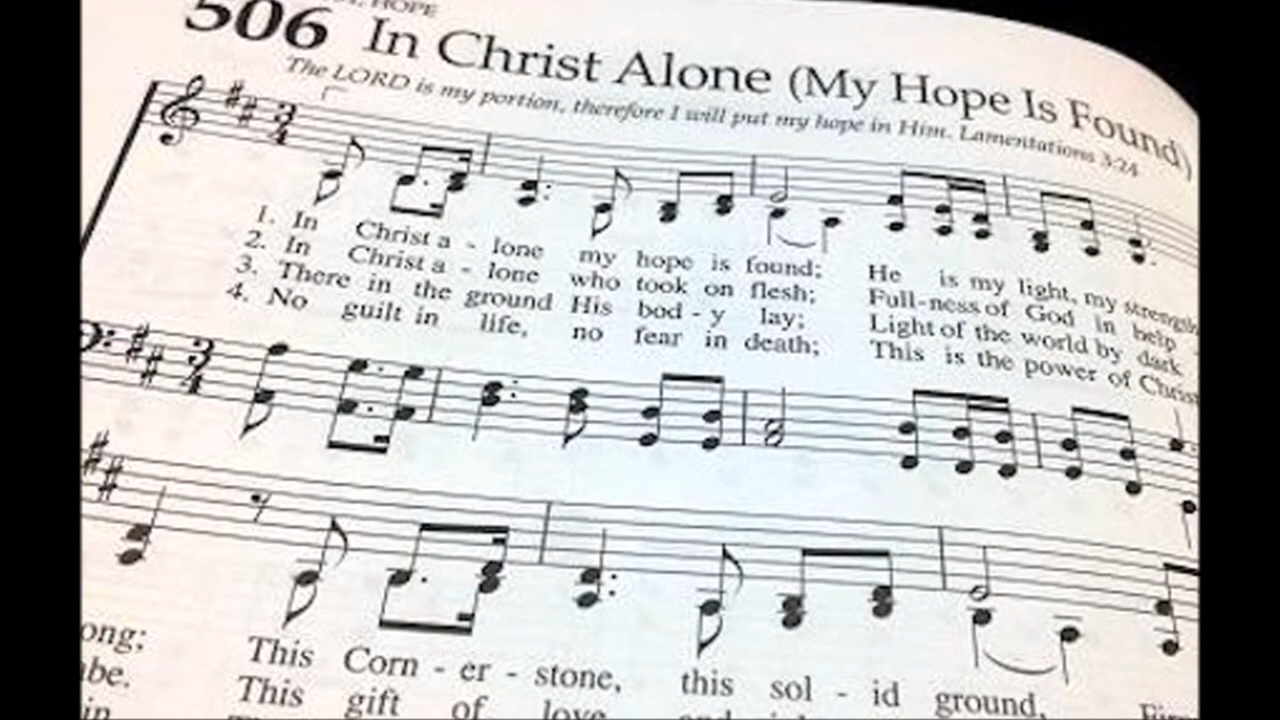 HOPE
506 In Christ Alone (My Hope Is Found)
The LORD is my portion, therefore I will put my hope in Him. Lamentations 3:24
1. In Christ a - lone my hope is found; He is my light, my strength
2. In Christ a - lone who took on flesh; Full-ness of God in help
3. There in the ground His bod - y lay; Light of the world by dark
4. No guilt in life, no fear in death; This is the power of Christ
ong; This Corn - er - stone, this sol - id ground,
abe. This gift of love
in